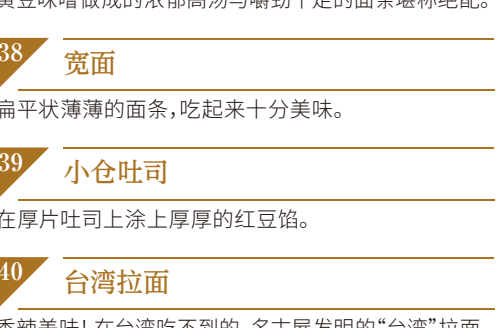 黄豆味噌做成的浓郁高汤与嚼劲十足的面条堪称绝配。
38
宽面
扁平状薄薄的面条，吃起来十分美味。
39
小仓吐司
在厚片吐司上涂上厚厚的红豆馅。
40
台湾拉面
香辣美味！在台湾吃不到的、名古屋发明的“台湾”拉面